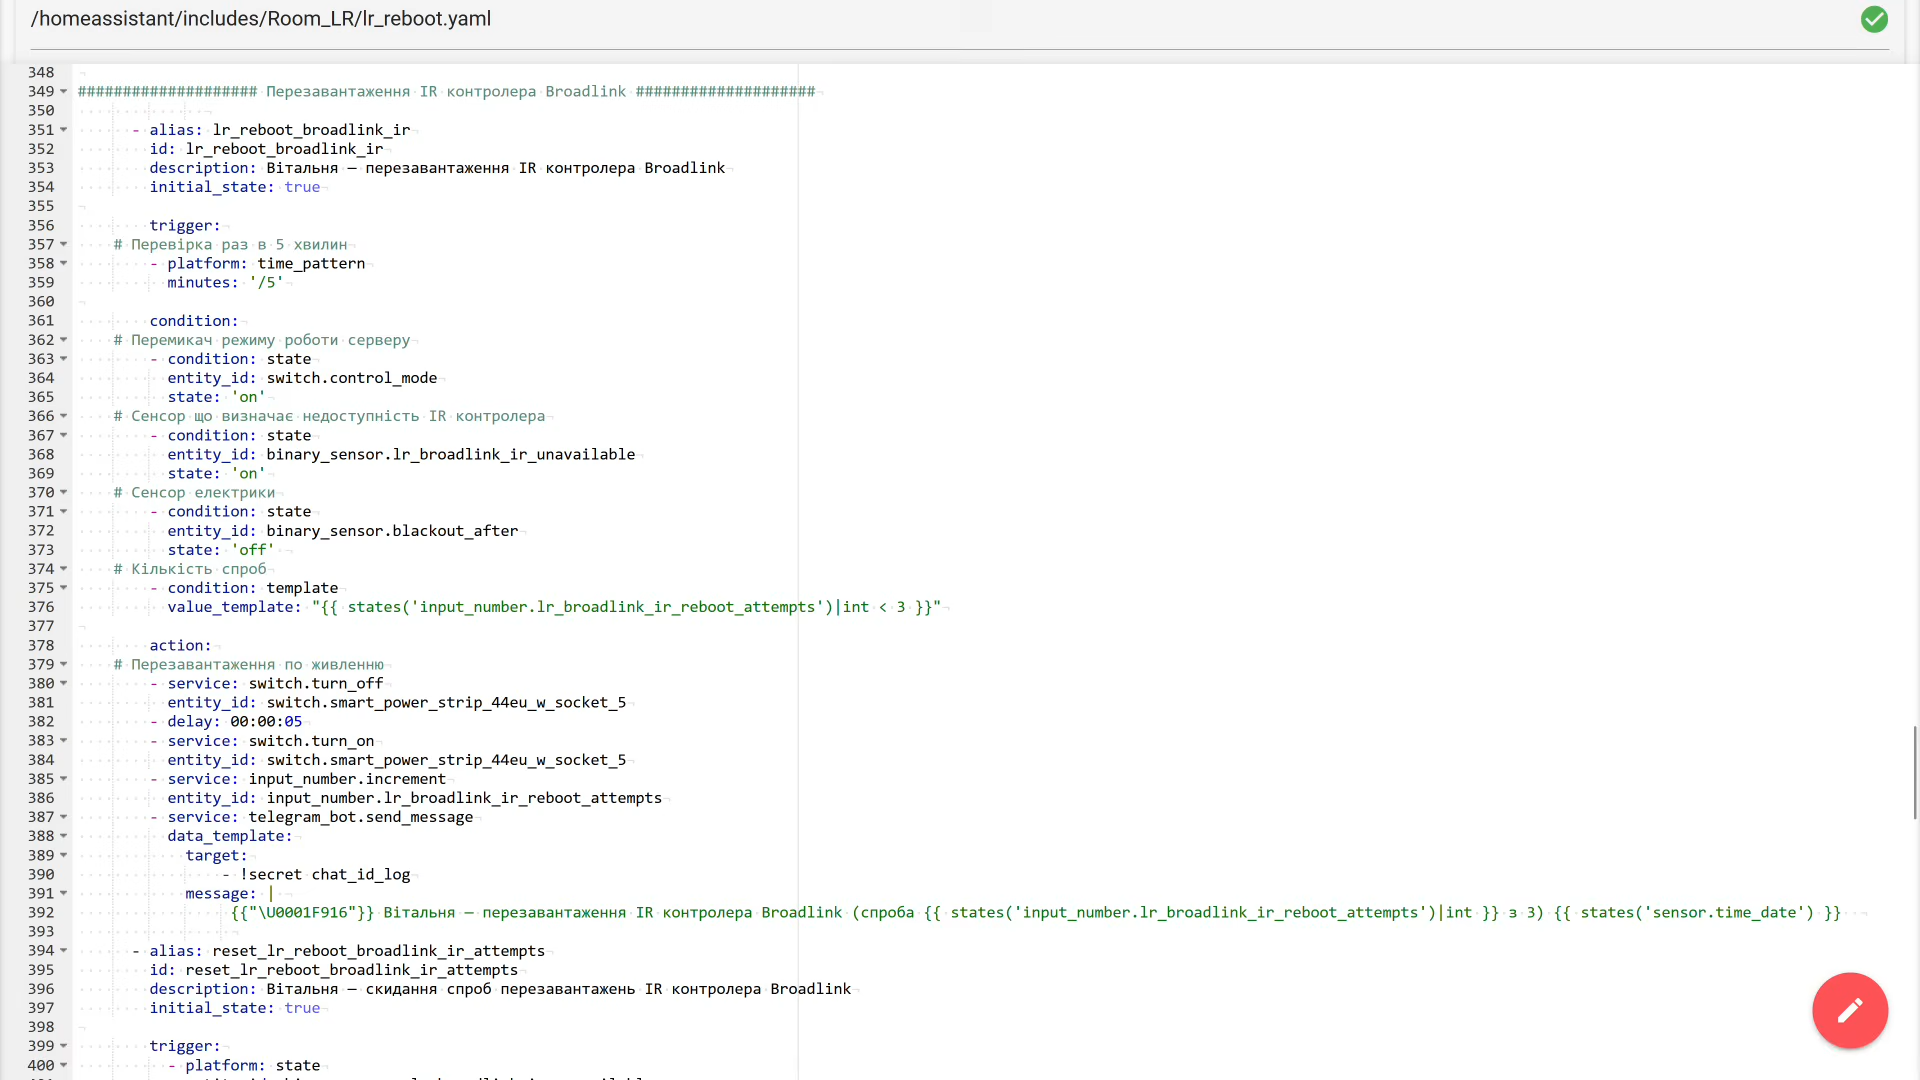 /homeassistant/includes/Room_LR/lr_reboot.yaml
348
349 #################### Перезавантаження IR контролера Broadlink ####################
350
351 - alias: lr_reboot_broadlink_ir
352 id: lr_reboot_broadlink_ir
353 description: Вітальня — перезавантаження IR контролера Broadlink
354 initial_state: true
355
356 trigger:
357 # Перевірка раз в 5 хвилин
358 - platform: time_pattern
359 minutes: '/5'
360
361 condition:
362 # Перемикач режиму роботи серверу
363 - condition: state
364 entity_id: switch.control_mode
365 state: 'on'
366 # Сенсор що визначає недоступність IR контролера
367 - condition: state
368 entity_id: binary_sensor.lr_broadlink_ir_unavailable
369 state: 'on'
370 # Сенсор електрики
371 - condition: state
372 entity_id: binary_sensor.blackout_after
373 state: 'off'
374 # Кількість спроб
375 - condition: template
376 value_template: "{{ states('input_number.lr_broadlink_ir_reboot_attempts')|int < 3 }}"
377
378 action:
379 # Перезавантаження по живленню
380 - service: switch.turn_off
381 entity_id: switch.smart_power_strip_44eu_w_socket_5
382 - delay: 00:00:05
383 - service: switch.turn_on
384 entity_id: switch.smart_power_strip_44eu_w_socket_5
385 - service: input_number.increment
386 entity_id: input_number.lr_broadlink_ir_reboot_attempts
387 - service: telegram_bot.send_message
388 data_template:
389 target:
390 - !secret chat_id_log
391 message: |
392 {{"\U0001F916"}} Вітальня — перезавантаження IR контролера Broadlink (спроба {{ states('input_number.lr_broadlink_ir_reboot_attempts')|int }} з 3) {{ states('sensor.time_date') }}
393
394 - alias: reset_lr_reboot_broadlink_ir_attempts
395 id: reset_lr_reboot_broadlink_ir_attempts
396 description: Вітальня — скидання спроб перезавантажень IR контролера Broadlink
397 initial_state: true
398
399 trigger:
400 - platform: state